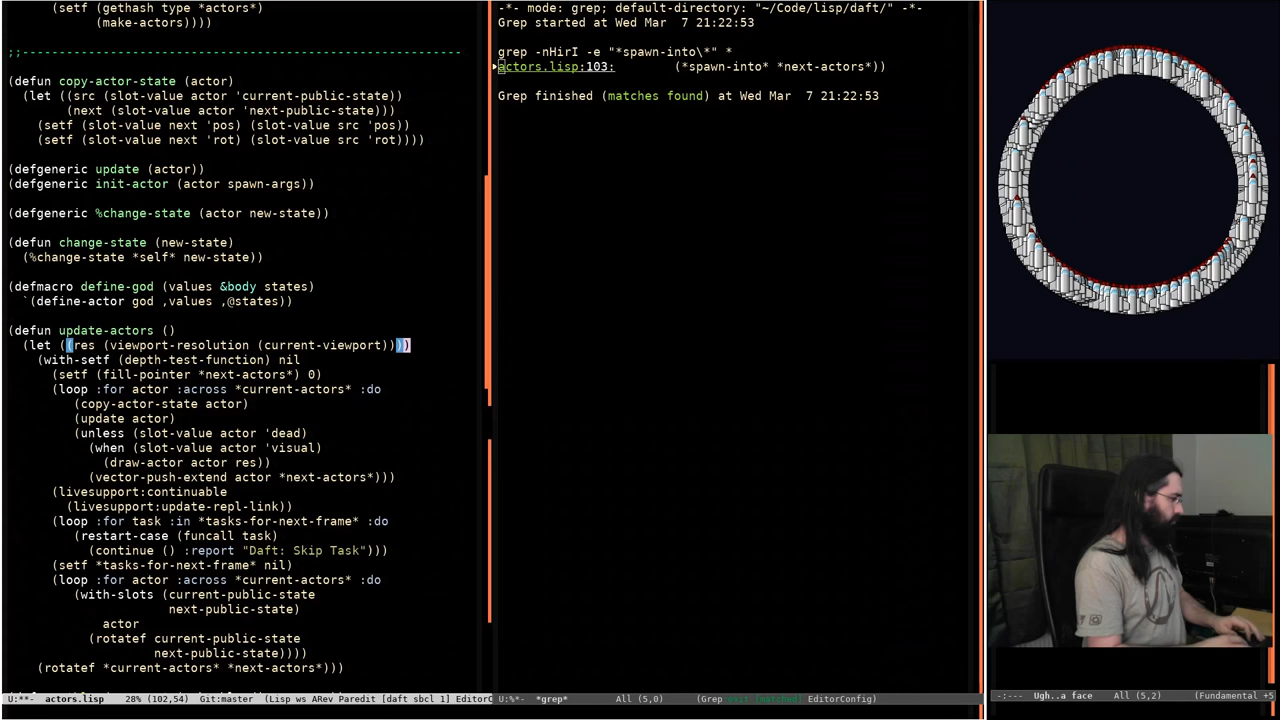 (setf (gethash type *actors*)
(make-actors))))
;;-----------------------------------------------------
(defun copy-actor-state (actor)
(let ((src (slot-value actor 'current-public-state))
(next (slot-value actor 'next-public-state)))
(setf (slot-value next 'pos) (slot-value src 'pos))
(setf (slot-value next 'rot) (slot-value src 'rot))))
(defgeneric update (actor))
(defgeneric init-actor (actor spawn-args))
(defgeneric %change-state (actor new-state))
(defun change-state (new-state)
(%change-state *self* new-state))
(defmacro define-god (values &body states)
`(define-actor god ,values ,@states))
(defun update-actors ()
(let ((res (viewport-resolution (current-viewport))))
(with-setf (depth-test-function) nil
(setf (fill-pointer *next-actors*) 0)
(loop :for actor :across *current-actors* :do
(copy-actor-state actor)
(update actor)
(unless (slot-value actor 'dead)
(when (slot-value actor 'visual)
(draw-actor actor res))
(vector-push-extend actor *next-actors*)))
(livesupport:continuable
(livesupport:update-repl-link))
(loop :for task :in *tasks-for-next-frame* :do
(restart-case (funcall task)
(continue () :report "Daft: Skip Task")))
(setf *tasks-for-next-frame* nil)
(loop :for actor :across *current-actors* :do
(with-slots (current-public-state
next-public-state)
actor
(rotatef current-public-state
next-public-state))))
(rotatef *current-actors* *next-actors*)))
U:**-  actors.lisp   28% (102,54)  Git:master  (Lisp ws ARev Paredit [daft sbcl 1] EditorC
-*- mode: grep; default-directory: "~/Code/lisp/daft/" -*-
Grep started at Wed Mar  7 21:22:53
grep -nHirI -e "*spawn-into\*" *
actors.lisp:103:        (*spawn-into* *next-actors*))
Grep finished (matches found) at Wed Mar  7 21:22:53
U:%*-  *grep*         All (5,0)      (Grep:exit [matched] EditorConfig)
-:---  Ugh..a face    All (5,2)      (Fundamental +5